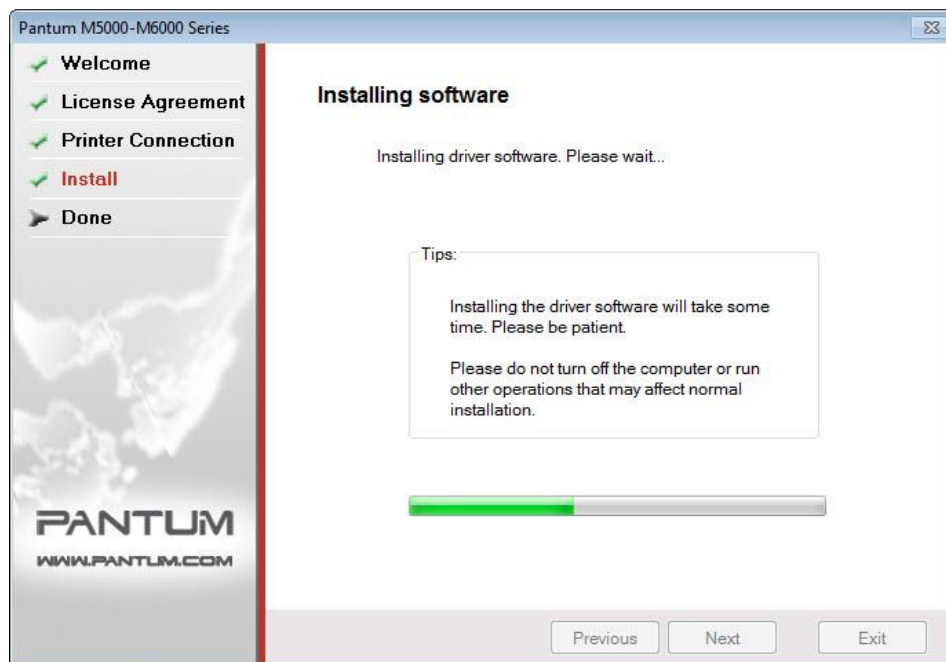 Pantum M5000-M6000 Series
Welcome
License Agreement
Printer Connection
Install
Done
PANTUM
WWW.PANTUM.COM
Installing software
Installing driver software. Please wait...
Tips:
Installing the driver software will take some
time. Please be patient.
Please do not turn off the computer or run
other operations that may affect normal
installation.
Previous
Next
Exit